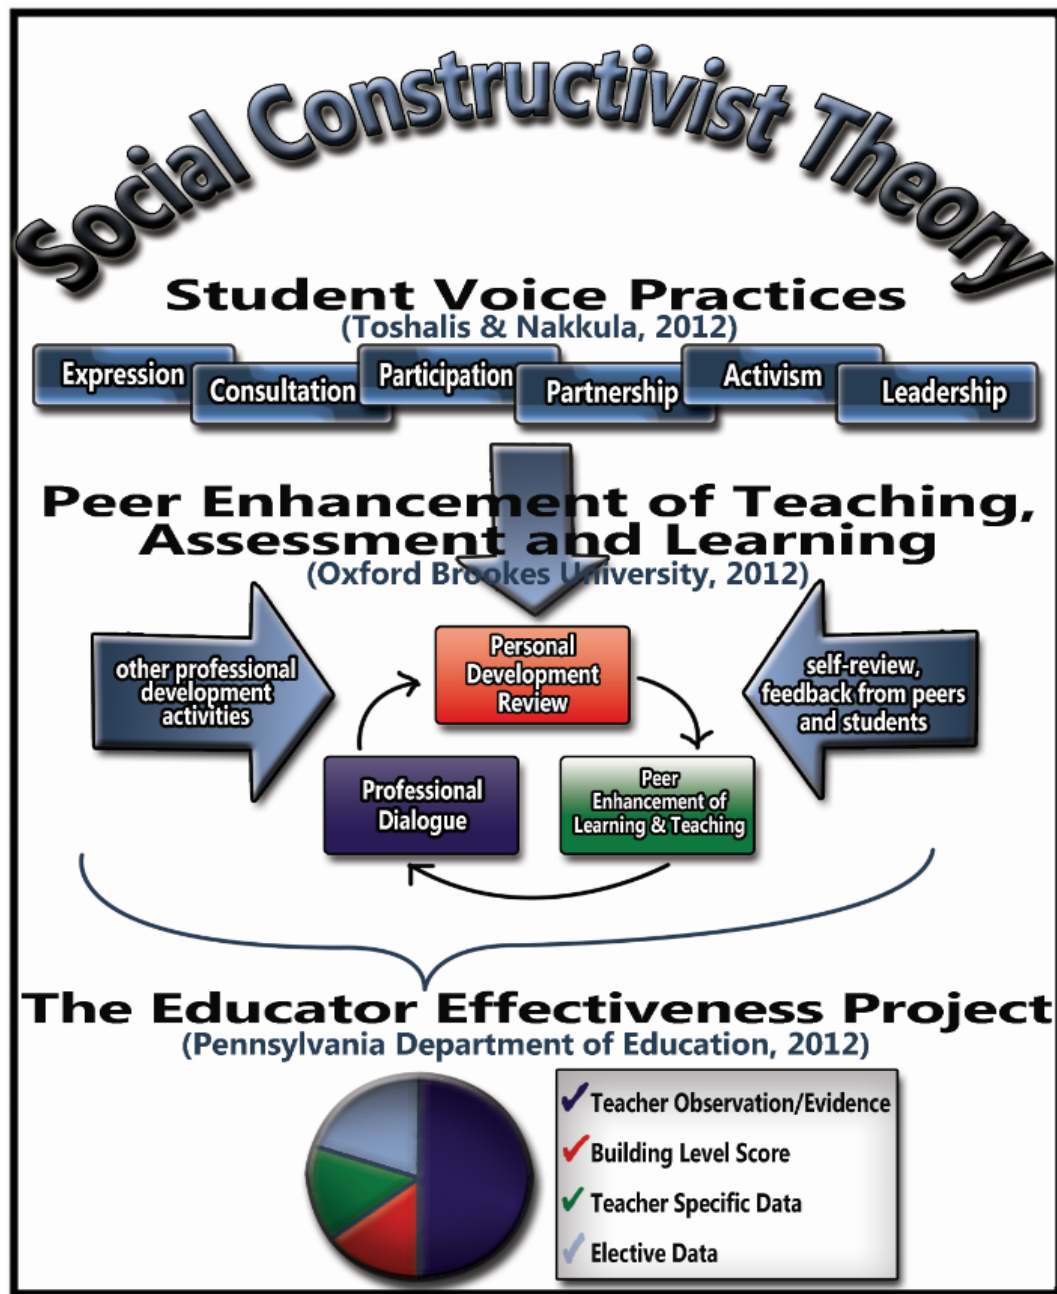 Social Constructivist Theory
Student Voice Practices
(Toshalis & Nakkula, 2012)
Expression
Consultation
Participation
Partnership
Activism
Leadership
Peer Enhancement of Teaching,
Assessment and Learning
(Oxford Brookes University, 2012)
other professional
development
activities
Personal
Development
Review
self-review,
feedback from peers
and students
Professional
Dialogue
Peer
Enhancement of
Learning & Teaching
The Educator Effectiveness Project
(Pennsylvania Department of Education, 2012)
Teacher Observation/Evidence
Building Level Score
Teacher Specific Data
Elective Data